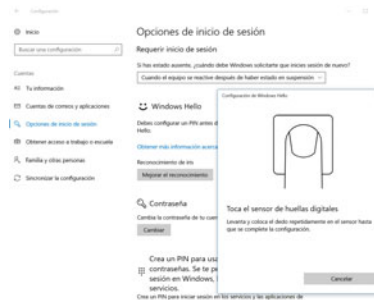 Configuración
Inicio
Buscar una configuración
Cuentas
Tu información
Cuentas de correo y aplicaciones
Opciones de inicio de sesión
Obtener acceso a trabajo o escuela
Familia y otras personas
Sincronizar la configuración
Opciones de inicio de sesión
Requerir inicio de sesión
Si has estado ausente, ¿cuándo debe Windows solicitarte que inicies sesión de nuevo?
Cuando el equipo se reactive después de haber estado en suspensión
Windows Hello
Debes configurar un PIN antes d
Hello.
Obtener más información acerca
Reconocimiento de iris
Mejorar el reconocimiento
Contraseña
Cambia la contraseña de tu cuen
Cambiar
Crea un PIN para usa
contraseñas. Se te pe
sesión en Windows,
servicios.
Crea un PIN para iniciar sesión en los servicios y las aplicaciones de
Configuración de Windows Hello
Toca el sensor de huellas digitales
Levanta y coloca el dedo repetidamente en el sensor hasta
que se complete la configuración.
Cancelar